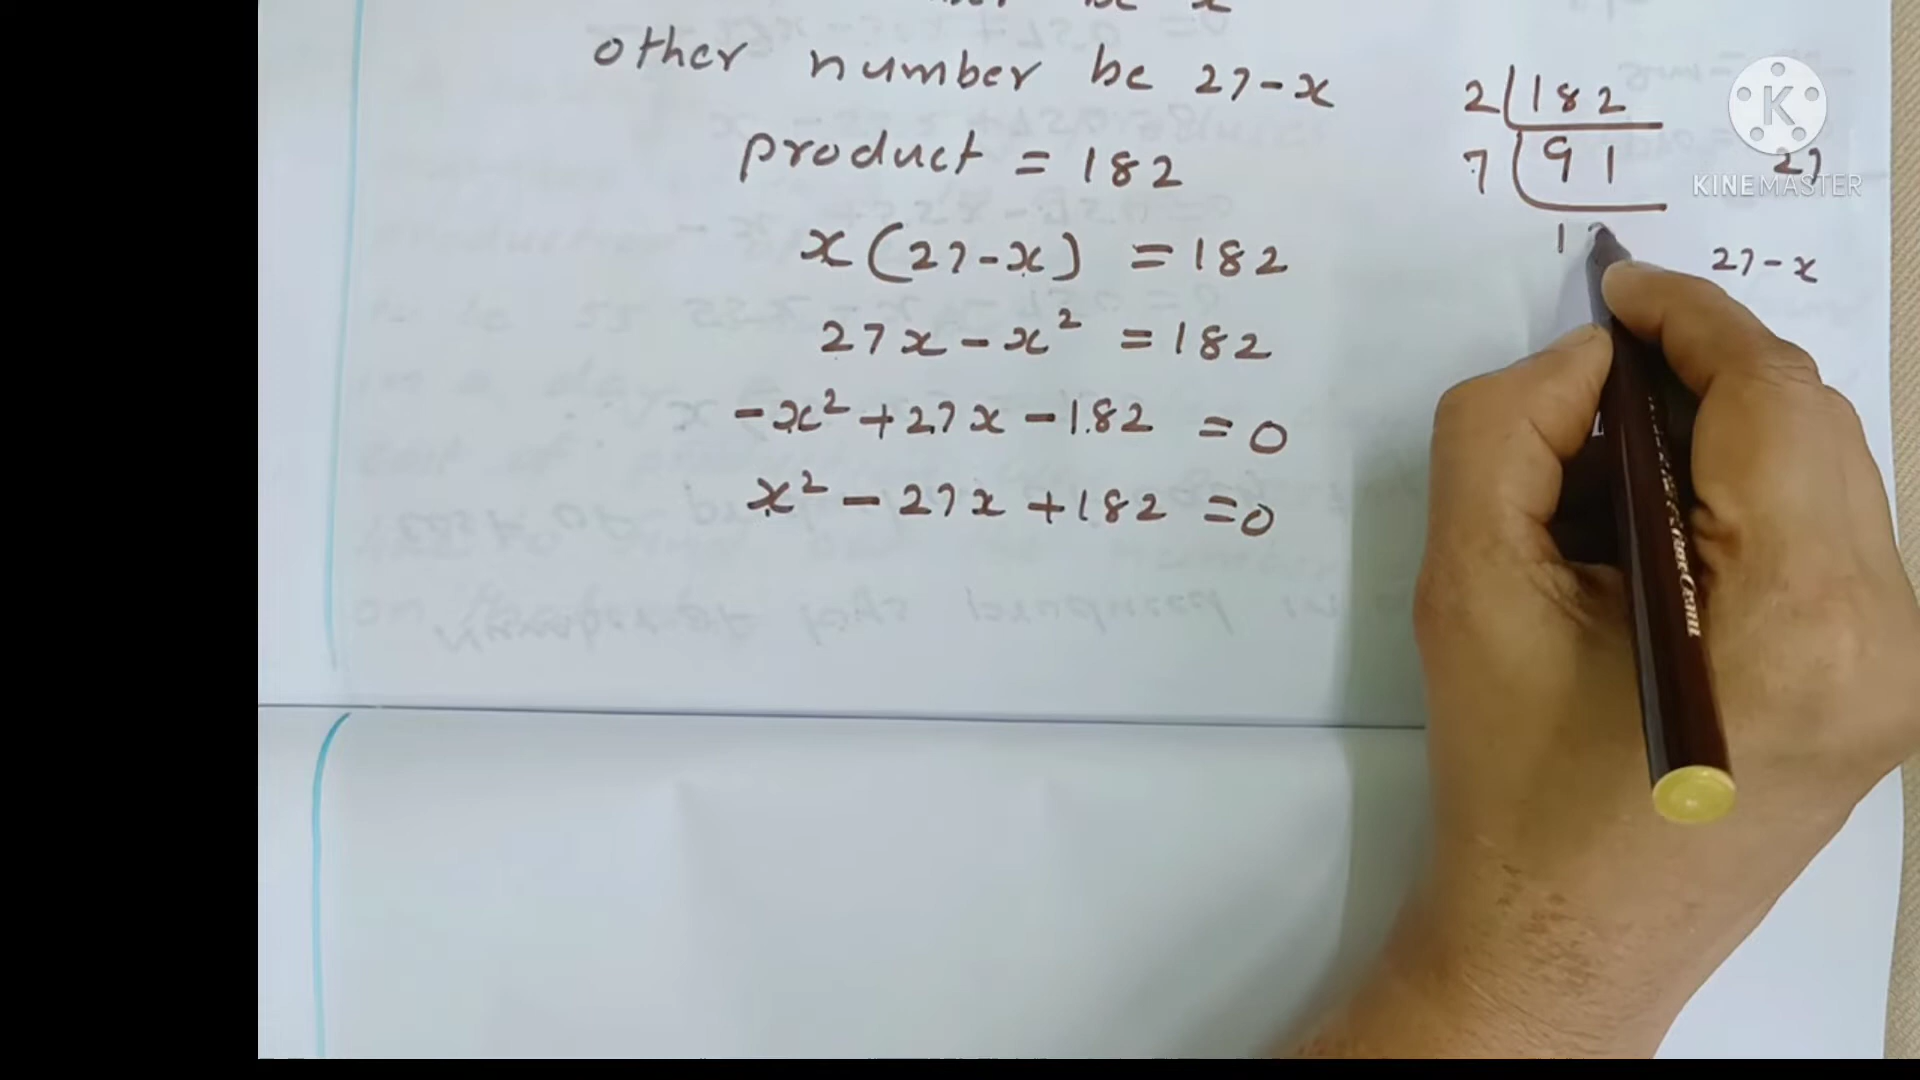 be x
other number be 27-x
product = 182
x(27-x) = 182
27x - x² = 182
-x² + 27x - 182 = 0
x² - 27x + 182 = 0
2 182
7 91
1
27
27-x
K
KINEMASTER